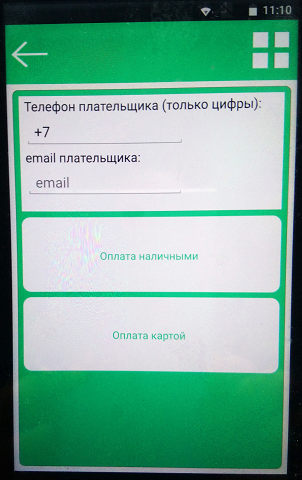 11:10
Телефон плательщика (только цифры):
+7
email плательщика:
email
Оплата наличными
Оплата картой